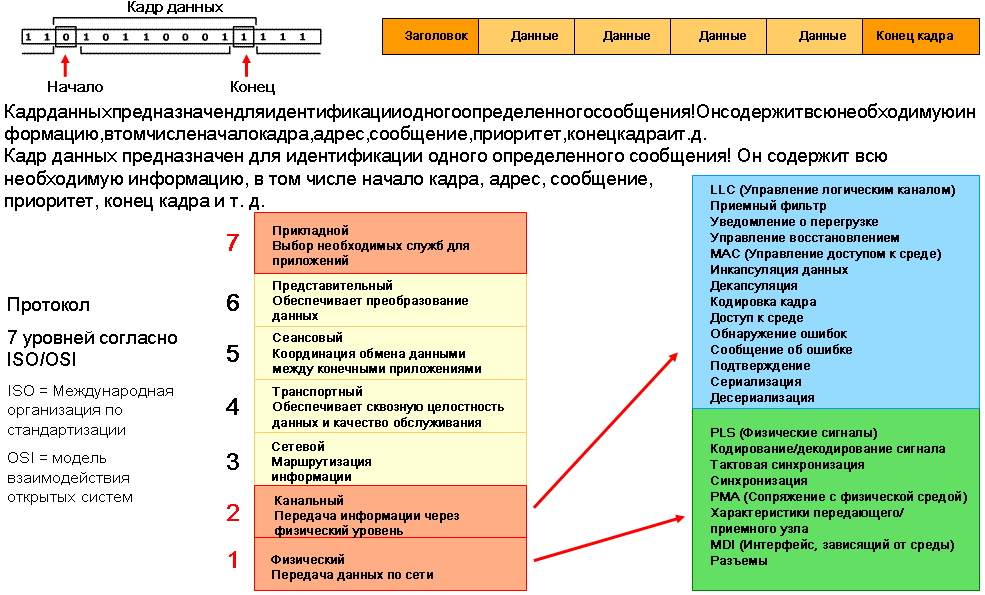 Кадр данных
1 1 0 1 0 1 1 0 0 0 1 1 1 1 1
Начало
Конец
Заголовок Данные Данные Данные Данные Конец кадра
Кадрданныхпредназначендляидентификацииодногоопределенногосообщения!Онсодержитвсюнеобходимуюин
формацию,втомчисленачалокадра,адрес,сообщение,приоритет,конецкадраит.д.
Кадр данных предназначен для идентификации одного определенного сообщения! Он содержит всю
необходимую информацию, в том числе начало кадра, адрес, сообщение,
приоритет, конец кадра и т. д.
Протокол
7 уровней согласно
ISO/OSI
ISO = Международная
организация по
стандартизации
OSI = модель
взаимодействия
открытых систем
7
Прикладной
Выбор необходимых служб для
приложений
6
Представительный
Обеспечивает преобразование
данных
5
Сеансовый
Координация обмена данными
между конечными приложениями
4
Транспортный
Обеспечивает сквозную целостность
данных и качество обслуживания
3
Сетевой
Маршрутизация
информации
2
Канальный
Передача информации через
физический уровень
1
Физический
Передача данных по сети
LLC (Управление логическим каналом)
Приемный фильтр
Уведомление о перегрузке
Управление восстановлением
MAC (Управление доступом к среде)
Инкапсуляция данных
Декапсуляция
Кодировка кадра
Доступ к среде
Обнаружение ошибок
Сообщение об ошибке
Подтверждение
Сериализация
Десериализация
PLS (Физические сигналы)
Кодирование/декодирование сигнала
Тактовая синхронизация
Синхронизация
PMA (Сопряжение с физической средой)
Характеристики передающего/
приемного узла
MDI (Интерфейс, зависящий от среды)
Разъемы